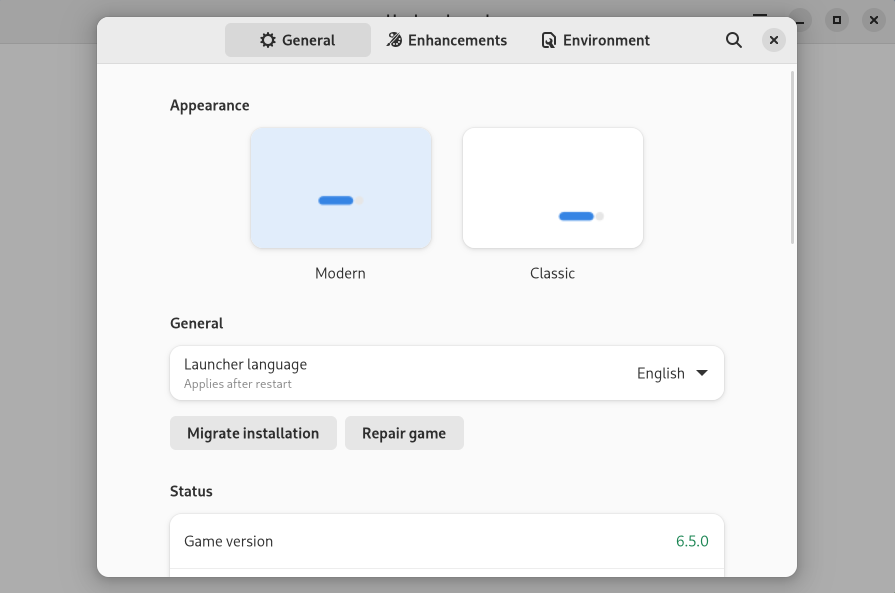 General
Enhancements
Environment
Appearance
Modern
Classic
General
Launcher language
Applies after restart
English
Migrate installation
Repair game
Status
Game version
6.5.0